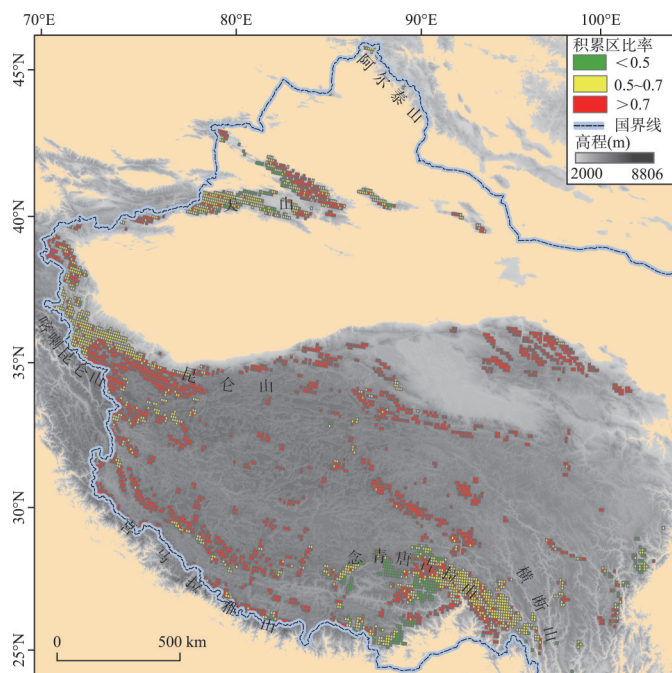 70°E 80°E 90°E 100°E
45°N
40°N
35°N
30°N
25°N
积累区比率
<0.5
0.5~0.7
>0.7
国界线
高程(m)
2000 8806
阿尔泰山
天山
喀喇昆仑山
昆仑山
喜马拉雅山
念青唐古拉山
横断山
0 500 km